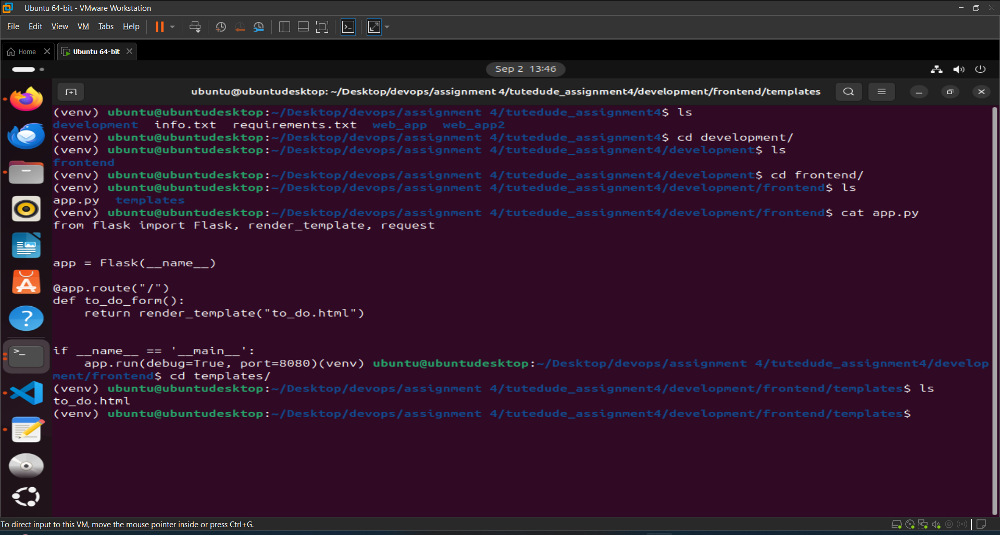 Ubuntu 64-bit - VMware Workstation
File Edit View VM Tabs Help
Home Ubuntu 64-bit
Sep 2 13:46
ubuntu@ubuntudesktop: ~/Desktop/devops/assignment 4/tutedude_assignment4/development/frontend/templates
(venv) ubuntu@ubuntudesktop:~/Desktop/devops/assignment 4/tutedude_assignment4$ ls
development info.txt requirements.txt web_app web_app2
(venv) ubuntu@ubuntudesktop:~/Desktop/devops/assignment 4/tutedude_assignment4$ cd development/
(venv) ubuntu@ubuntudesktop:~/Desktop/devops/assignment 4/tutedude_assignment4/development$ ls
frontend
(venv) ubuntu@ubuntudesktop:~/Desktop/devops/assignment 4/tutedude_assignment4/development$ cd frontend/
(venv) ubuntu@ubuntudesktop:~/Desktop/devops/assignment 4/tutedude_assignment4/development/frontend$ ls
app.py templates
(venv) ubuntu@ubuntudesktop:~/Desktop/devops/assignment 4/tutedude_assignment4/development/frontend$ cat app.py
from flask import Flask, render_template, request
app = Flask(__name__)
@app.route("/")
def to_do_form():
    return render_template("to_do.html")
if __name__ == '__main__':
    app.run(debug=True, port=8080)(venv) ubuntu@ubuntudesktop:~/Desktop/devops/assignment 4/tutedude_assignment4/develop
ment/frontend$ cd templates/
(venv) ubuntu@ubuntudesktop:~/Desktop/devops/assignment 4/tutedude_assignment4/development/frontend/templates$ ls
to_do.html
(venv) ubuntu@ubuntudesktop:~/Desktop/devops/assignment 4/tutedude_assignment4/development/frontend/templates$
To direct input to this VM, move the mouse pointer inside or press Ctrl+G.